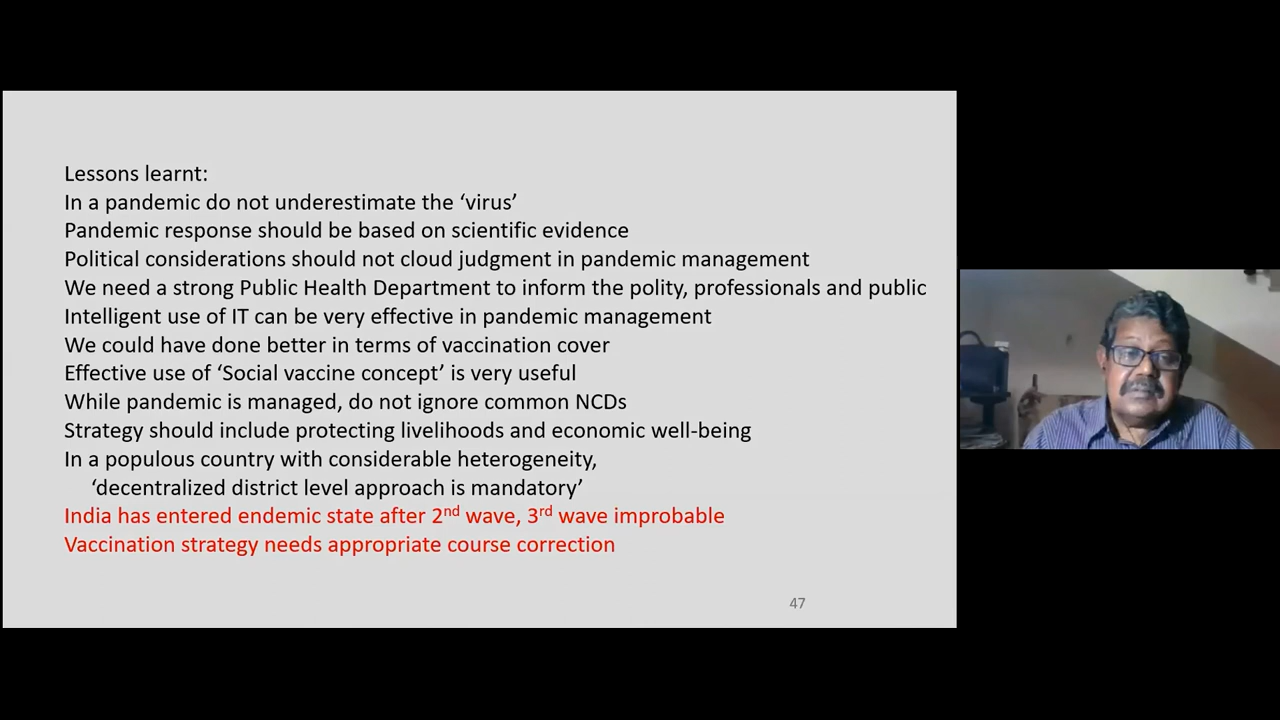 Lessons learnt:
In a pandemic do not underestimate the ‘virus’
Pandemic response should be based on scientific evidence
Political considerations should not cloud judgment in pandemic management
We need a strong Public Health Department to inform the polity, professionals and public
Intelligent use of IT can be very effective in pandemic management
We could have done better in terms of vaccination cover
Effective use of ‘Social vaccine concept’ is very useful
While pandemic is managed, do not ignore common NCDs
Strategy should include protecting livelihoods and economic well-being
In a populous country with considerable heterogeneity,
‘decentralized district level approach is mandatory’
India has entered endemic state after 2nd wave, 3rd wave improbable
Vaccination strategy needs appropriate course correction
47